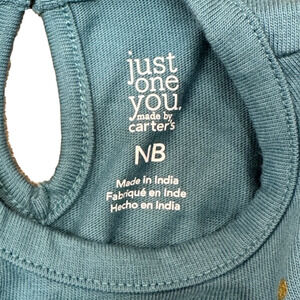 just
one
you.
made by
carter's
NB
Made in India
Fabriqué en Inde
Hecho en India